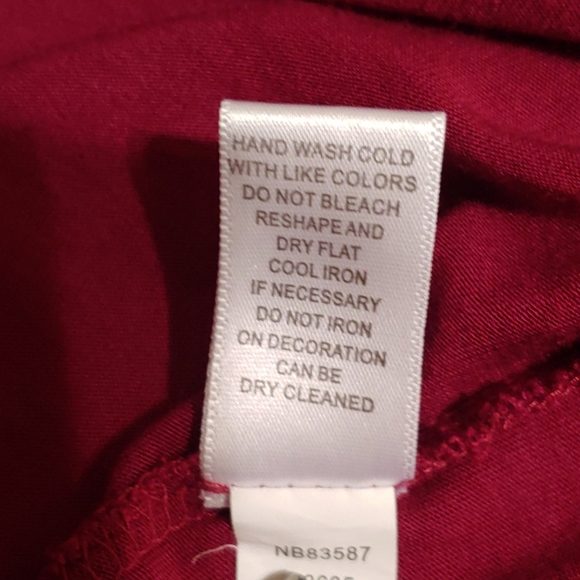 HAND WASH COLD
WITH LIKE COLORS
DO NOT BLEACH
RESHAPE AND
DRY FLAT
COOL IRON
IF NECESSARY
DO NOT IRON
ON DECORATION
CAN BE
DRY CLEANED
NB83587